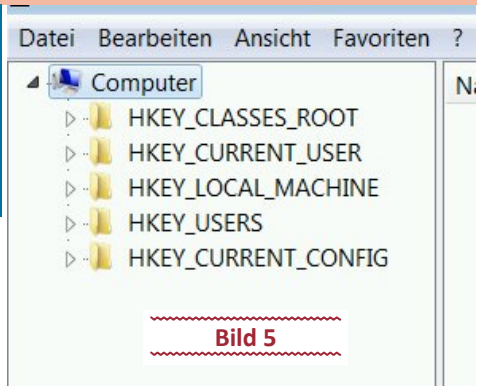 Datei Bearbeiten Ansicht Favoriten ?
Computer
HKEY_CLASSES_ROOT
HKEY_CURRENT_USER
HKEY_LOCAL_MACHINE
HKEY_USERS
HKEY_CURRENT_CONFIG
Bild 5